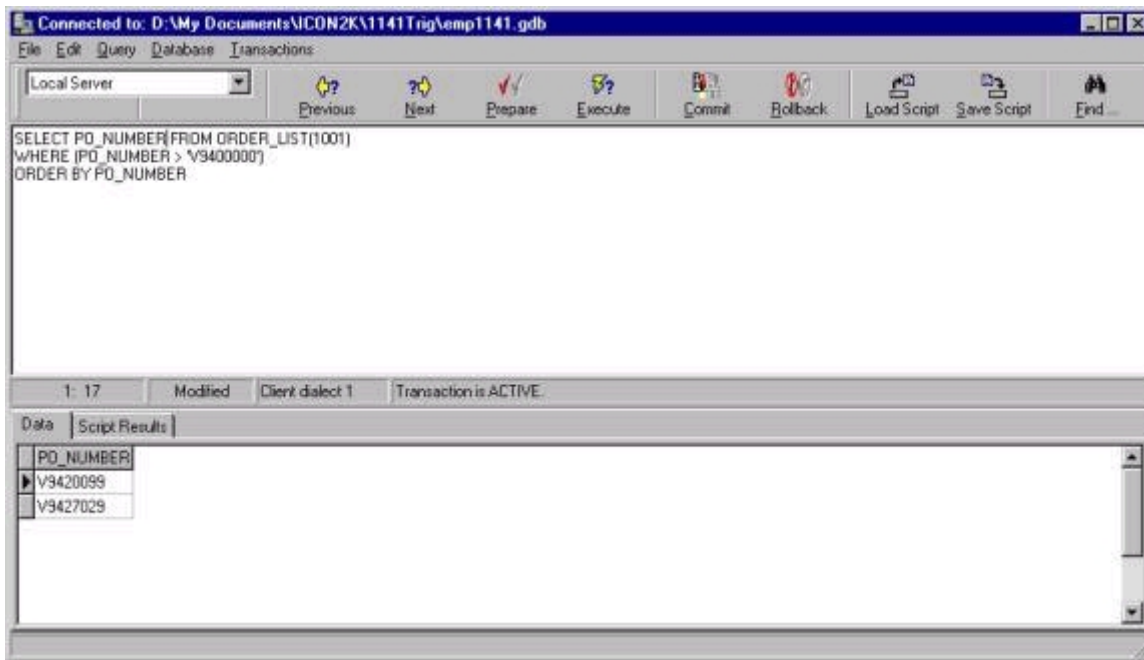 Connected to: D:\My Documents\ICON2K\1141Trig\emp1141.gdb
File Edit Query Database Transactions
Local Server
Previous Next Prepare Execute Commit Rollback Load Script Save Script Find ...
SELECT PO_NUMBER FROM ORDER_LIST(1001)
WHERE (PO_NUMBER > 'V9400000')
ORDER BY PO_NUMBER
1: 17 Modified Client dialect 1 Transaction is ACTIVE.
Data Script Results
PO_NUMBER
V9420099
V9427029